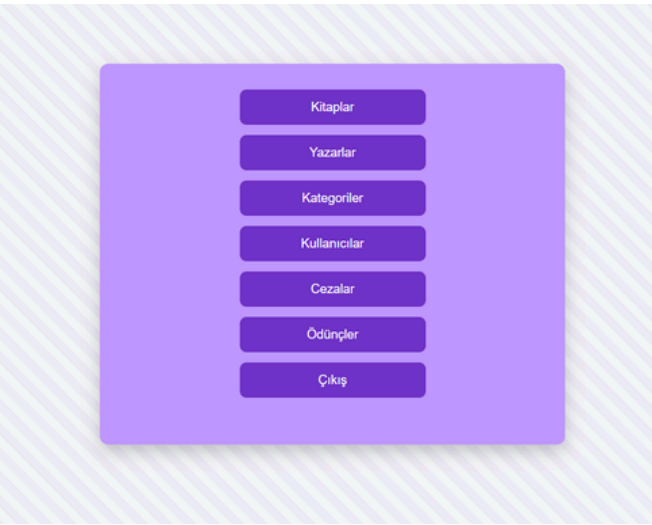 Kitaplar
Yazarlar
Kategoriler
Kullanıcılar
Cezalar
Ödünçler
Çıkış